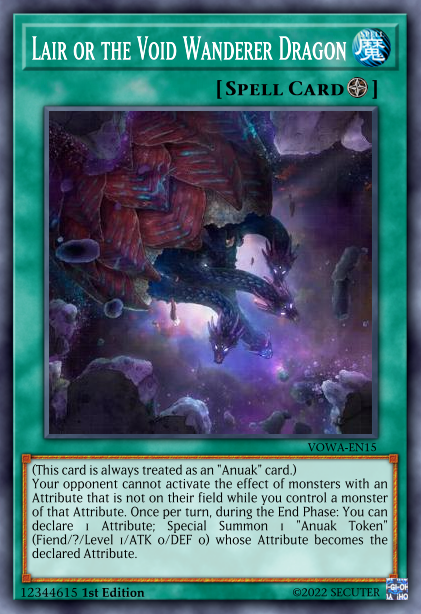 Lair or the Void Wanderer Dragon 魔
[Spell Card]
VOWA-EN15
(This card is always treated as an "Anuak" card.)
Your opponent cannot activate the effect of monsters with an
Attribute that is not on their field while you control a monster
of that Attribute. Once per turn, during the End Phase: You can
declare 1 Attribute; Special Summon 1 "Anuak Token"
(Fiend/?/Level 1/ATK 0/DEF 0) whose Attribute becomes the
declared Attribute.
12344615 1st Edition ©2022 SECUTER